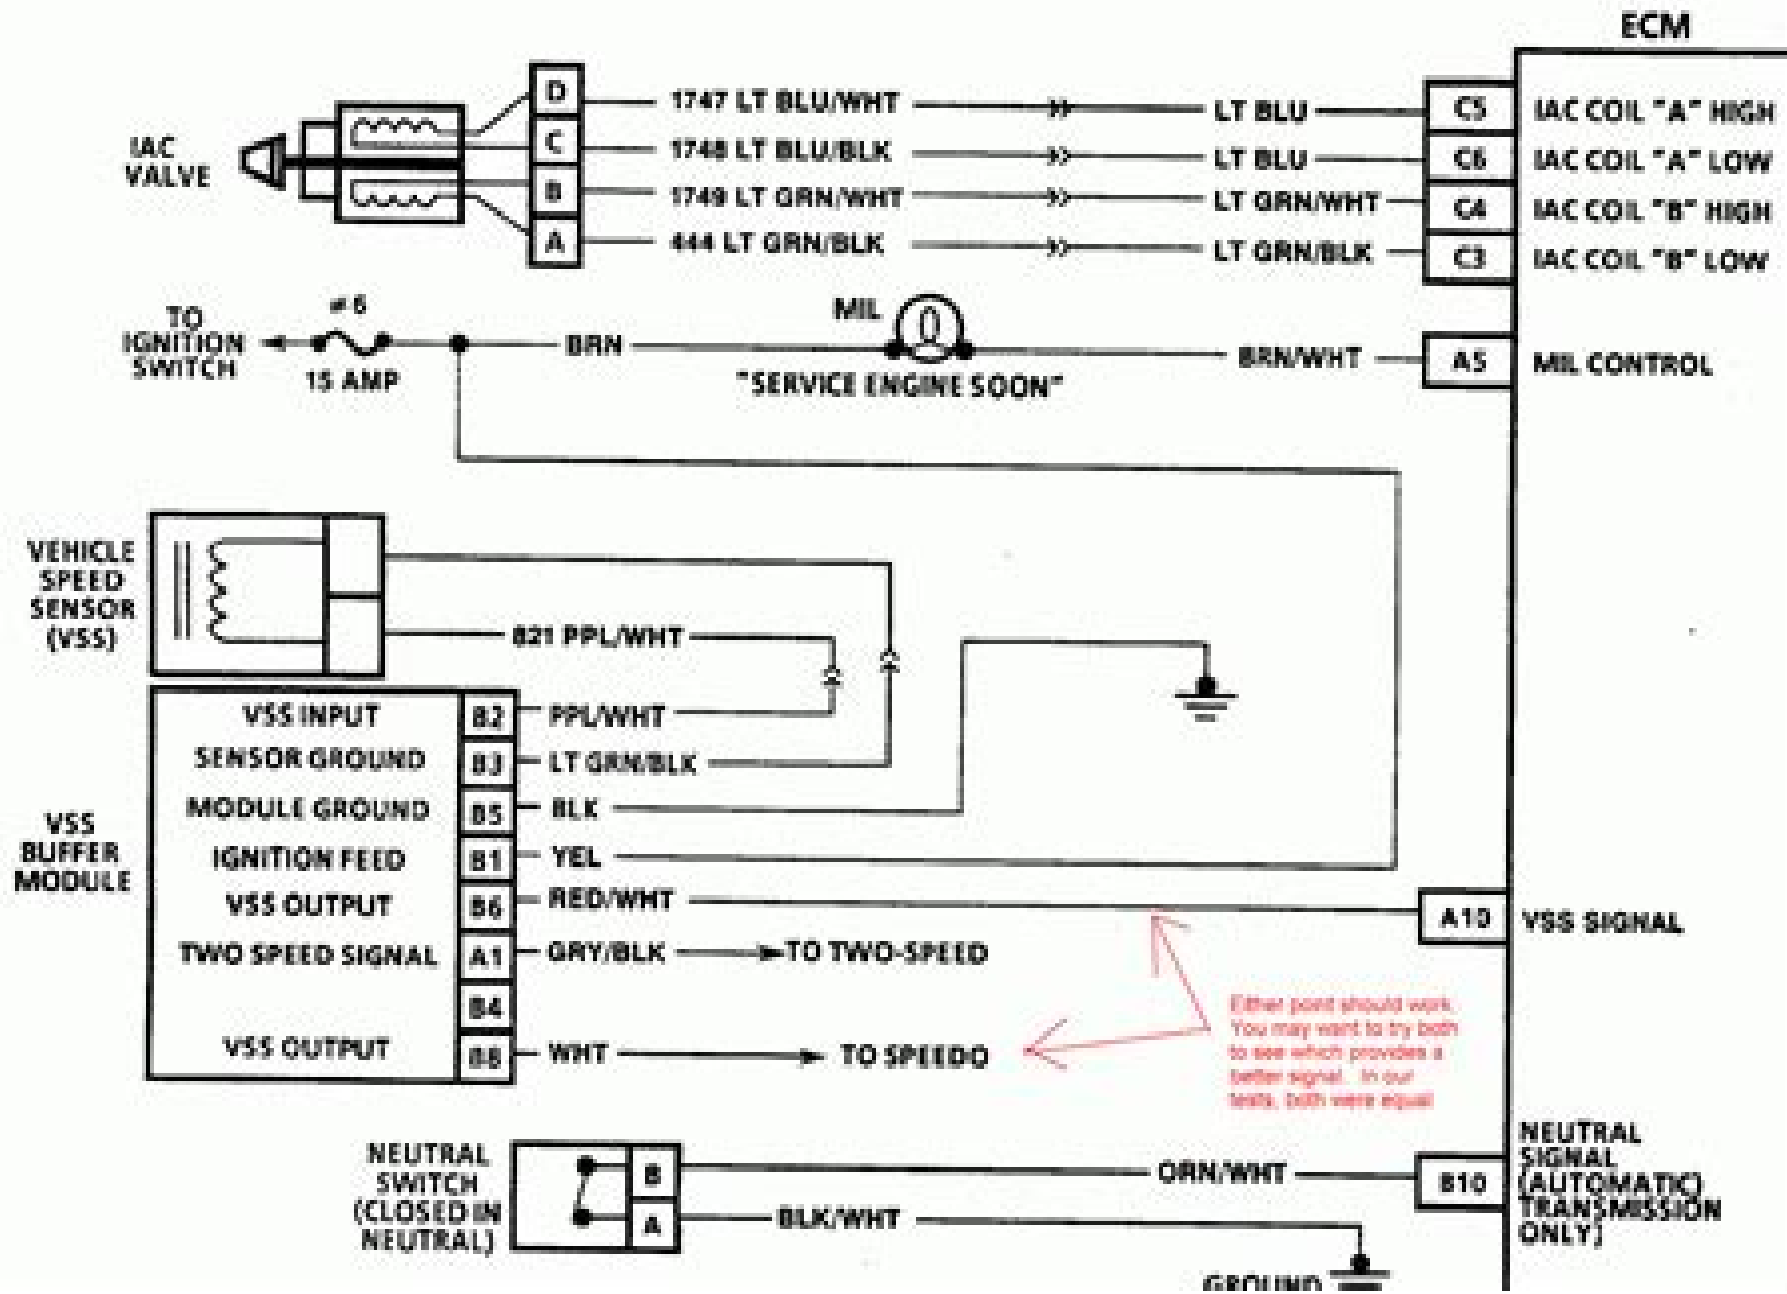 ECM
IAC
VALVE
D
1747 LT BLU/WHT
LT BLU
C5
IAC COIL "A" HIGH
C
1748 LT BLU/BLK
LT BLU
C6
IAC COIL "A" LOW
B
1749 LT GRN/WHT
LT GRN/WHT
C4
IAC COIL "B" HIGH
A
444 LT GRN/BLK
LT GRN/BLK
C3
IAC COIL "B" LOW
TO
IGNITION
SWITCH
#6
15 AMP
BRN
MIL
"SERVICE ENGINE SOON"
BRN/WHT
A5
MIL CONTROL
VEHICLE
SPEED
SENSOR
(VSS)
821 PPL/WHT
VSS
BUFFER
MODULE
VSS INPUT
B2
PPL/WHT
SENSOR GROUND
B3
LT GRN/BLK
MODULE GROUND
B5
BLK
IGNITION FEED
B1
YEL
VSS OUTPUT
B6
RED/WHT
A10
VSS SIGNAL
TWO SPEED SIGNAL
A1
GRY/BLK
TO TWO-SPEED
B4
VSS OUTPUT
B8
WHT
TO SPEEDO
Either point should work.
You may want to try both
to see which provides a
better signal. In our
tests, both were equal
NEUTRAL
SWITCH
(CLOSED IN
NEUTRAL)
B
ORN/WHT
B10
NEUTRAL
SIGNAL
(AUTOMATIC)
TRANSMISSION
ONLY)
A
BLK/WHT
GROUND